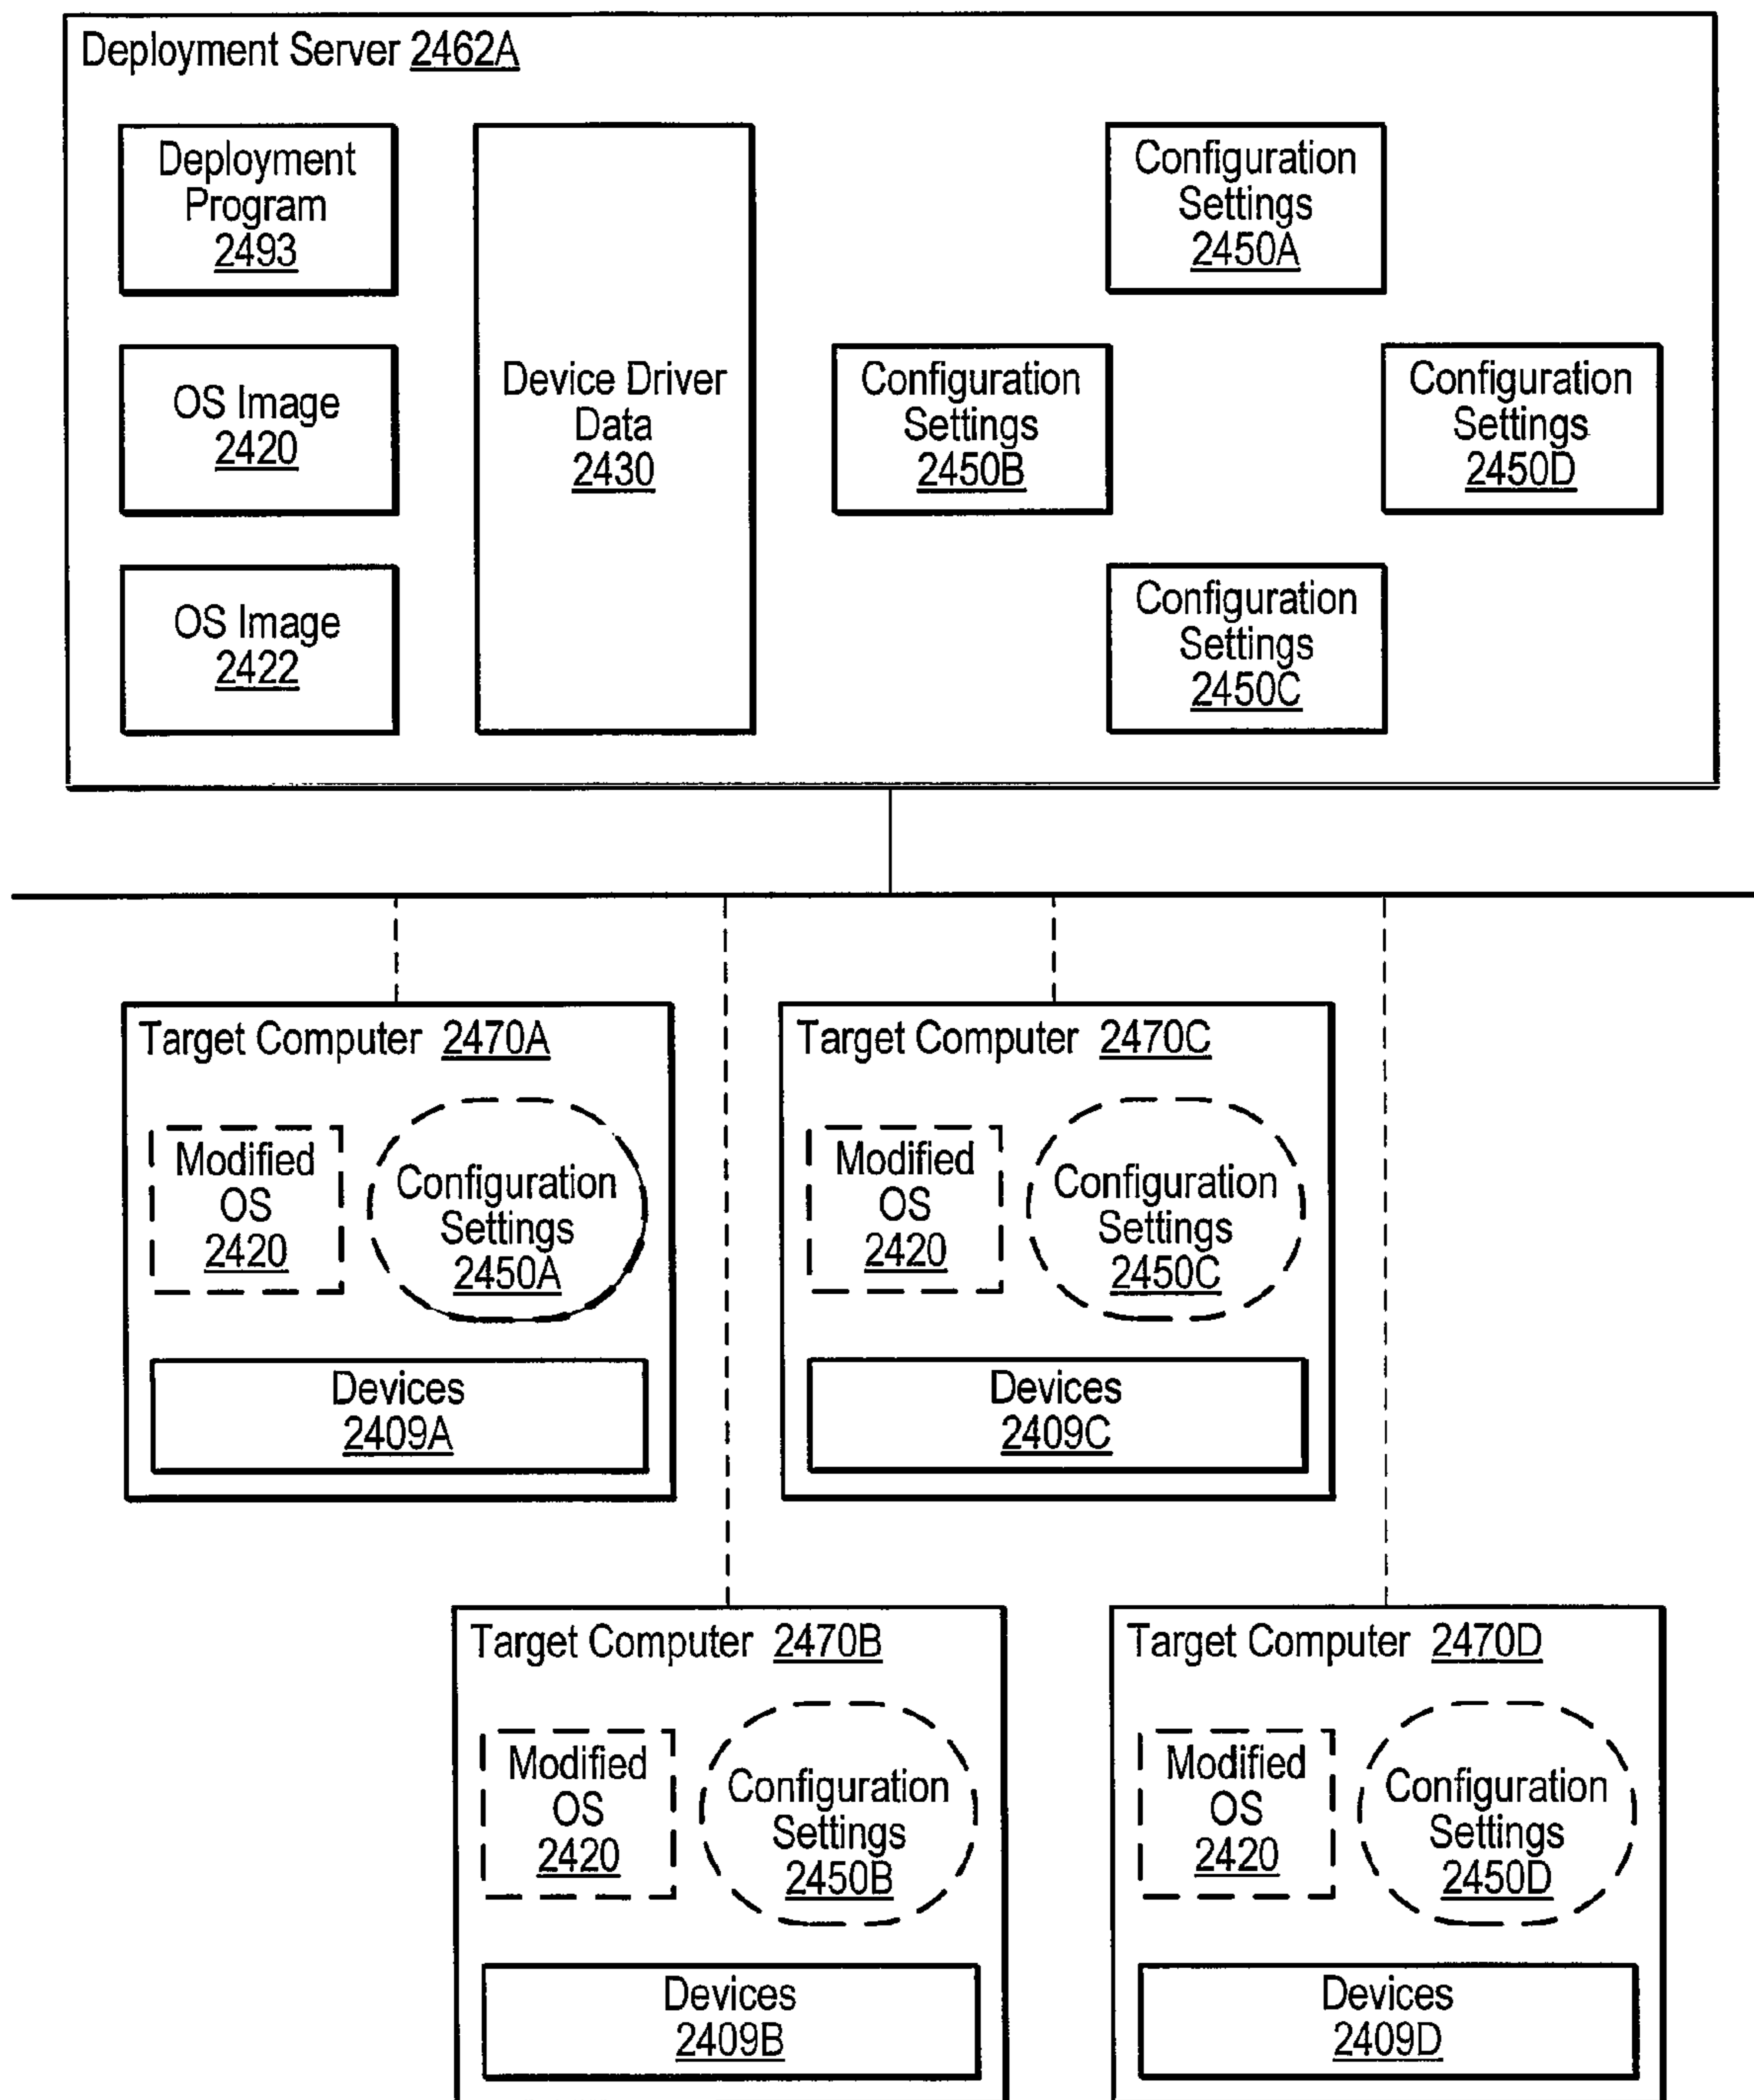 Deployment Server 2462A
Deployment
Program
2493
OS Image
2420
OS Image
2422
Device Driver
Data
2430
Configuration
Settings
2450A
Configuration
Settings
2450B
Configuration
Settings
2450D
Configuration
Settings
2450C
Target Computer 2470A
Modified
OS
2420
Configuration
Settings
2450A
Devices
2409A
Target Computer 2470C
Modified
OS
2420
Configuration
Settings
2450C
Devices
2409C
Target Computer 2470B
Modified
OS
2420
Configuration
Settings
2450B
Devices
2409B
Target Computer 2470D
Modified
OS
2420
Configuration
Settings
2450D
Devices
2409D